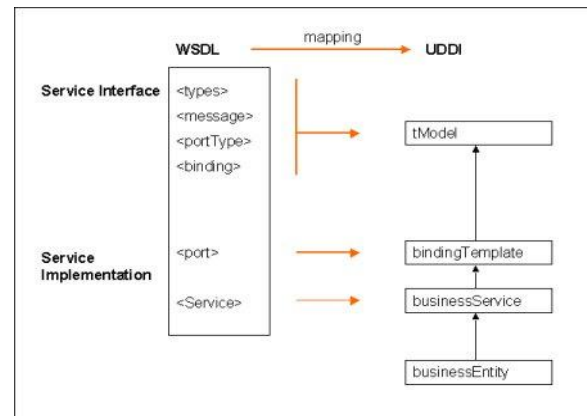 mapping
WSDL UDDI
Service Interface
<types>
<message>
<portType>
<binding>
tModel
Service
Implementation
<port>
bindingTemplate
<Service>
businessService
businessEntity